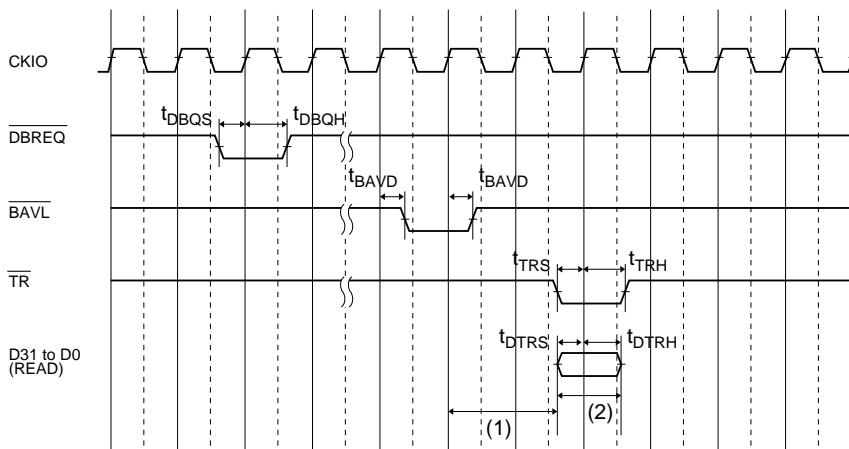 CKIO
DBREQ
tDBQS tDBQH
BAVL
tBAVD tBAVD
TR
tTRS tTRH
D31 to D0
(READ)
tDTRS tDTRH
(1) (2)